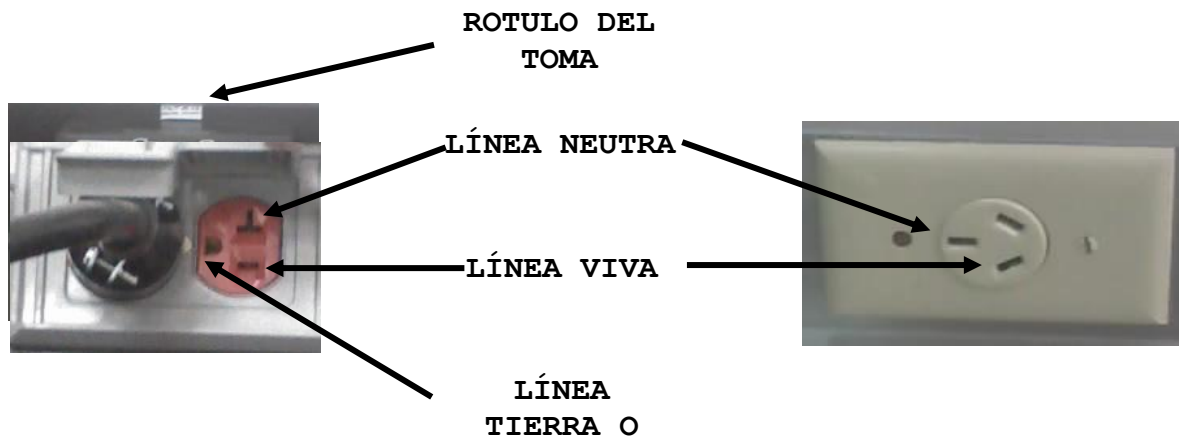 ROTULO DEL
TOMA
LÍNEA NEUTRA
LÍNEA VIVA
LÍNEA
TIERRA O